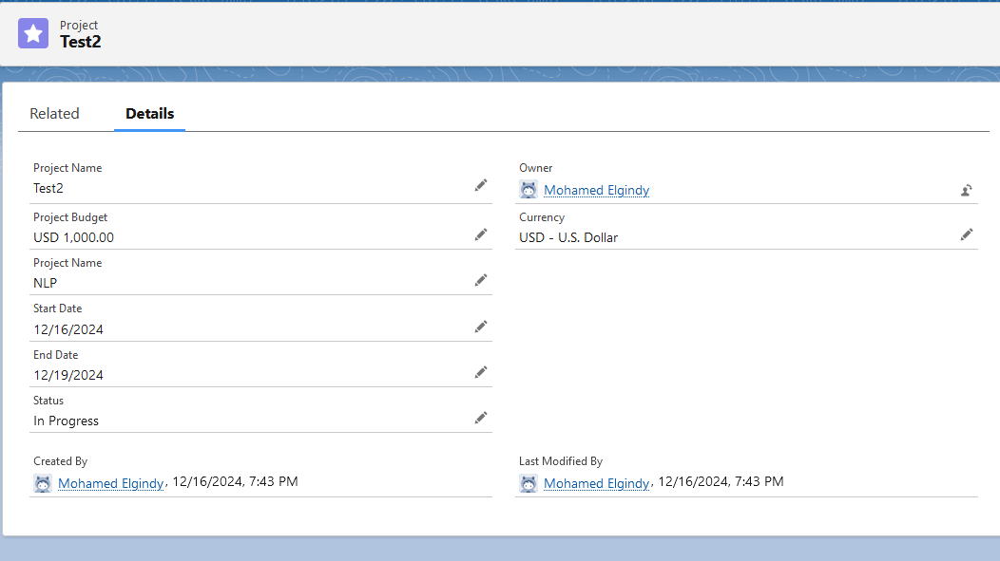 Project
Test2
Related Details
Project Name
Test2
Owner
Mohamed Elgindy
Project Budget
USD 1,000.00
Currency
USD - U.S. Dollar
Project Name
NLP
Start Date
12/16/2024
End Date
12/19/2024
Status
In Progress
Created By
Mohamed Elgindy, 12/16/2024, 7:43 PM
Last Modified By
Mohamed Elgindy, 12/16/2024, 7:43 PM